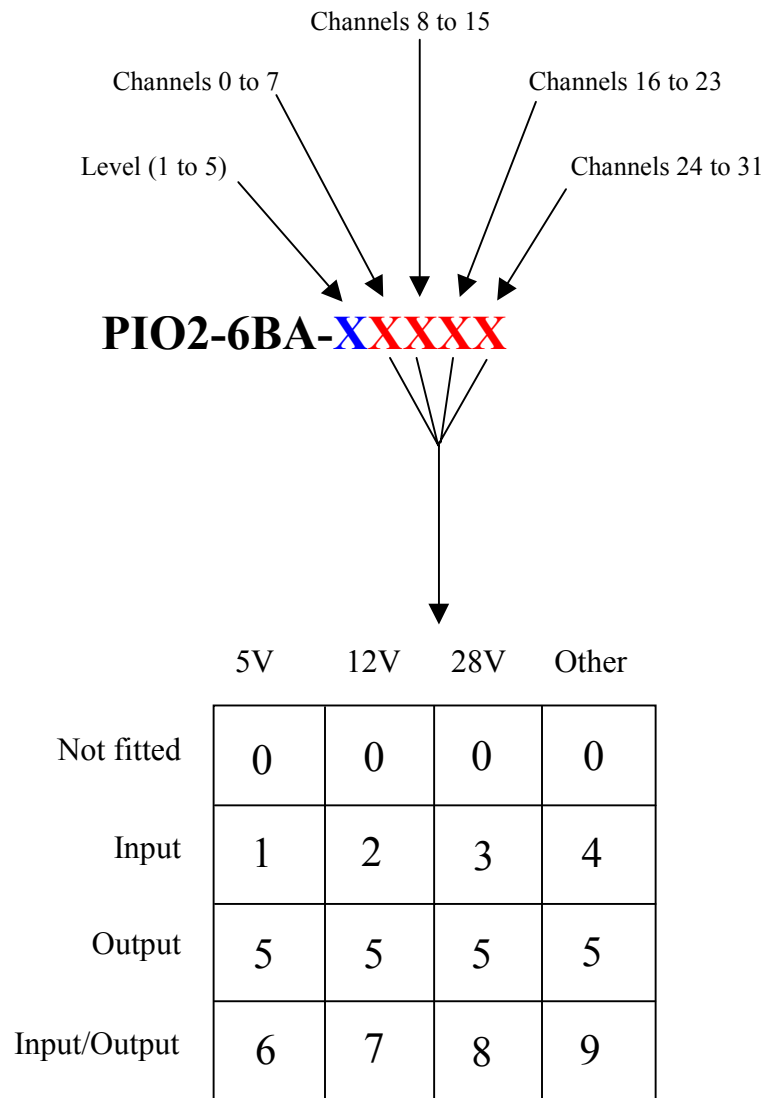 Channels 8 to 15
Channels 0 to 7
Channels 16 to 23
Level (1 to 5)
Channels 24 to 31
PIO2-6BA-XXXXX
5V 12V 28V Other
Not fitted 0 0 0 0
Input 1 2 3 4
Output 5 5 5 5
Input/Output 6 7 8 9